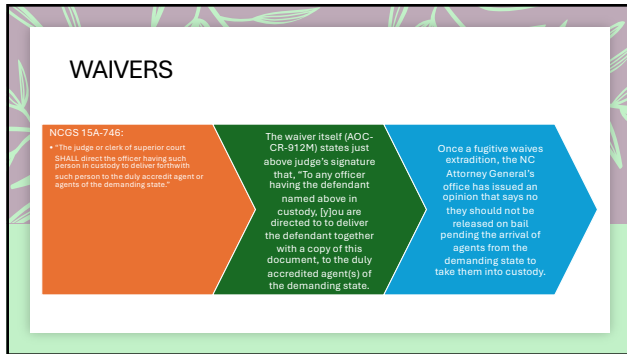 WAIVERS
NCGS 15A-746:
• "The judge or clerk of superior court
SHALL direct the officer having such
person in custody to deliver forthwith
such person to the duly accredit agent or
agents of the demanding state."
The waiver itself (AOC-
CR-912M) states just
above judge's signature
that, "To any officer
having the defendant
named above in
custody, [y]ou are
directed to to deliver
the defendant together
with a copy of this
document, to the duly
accredited agent(s) of
the demanding state.
Once a fugitive waives
extradition, the NC
Attorney General's
office has issued an
opinion that says no
they should not be
released on bail
pending the arrival of
agents from the
demanding state to
take them into custody.